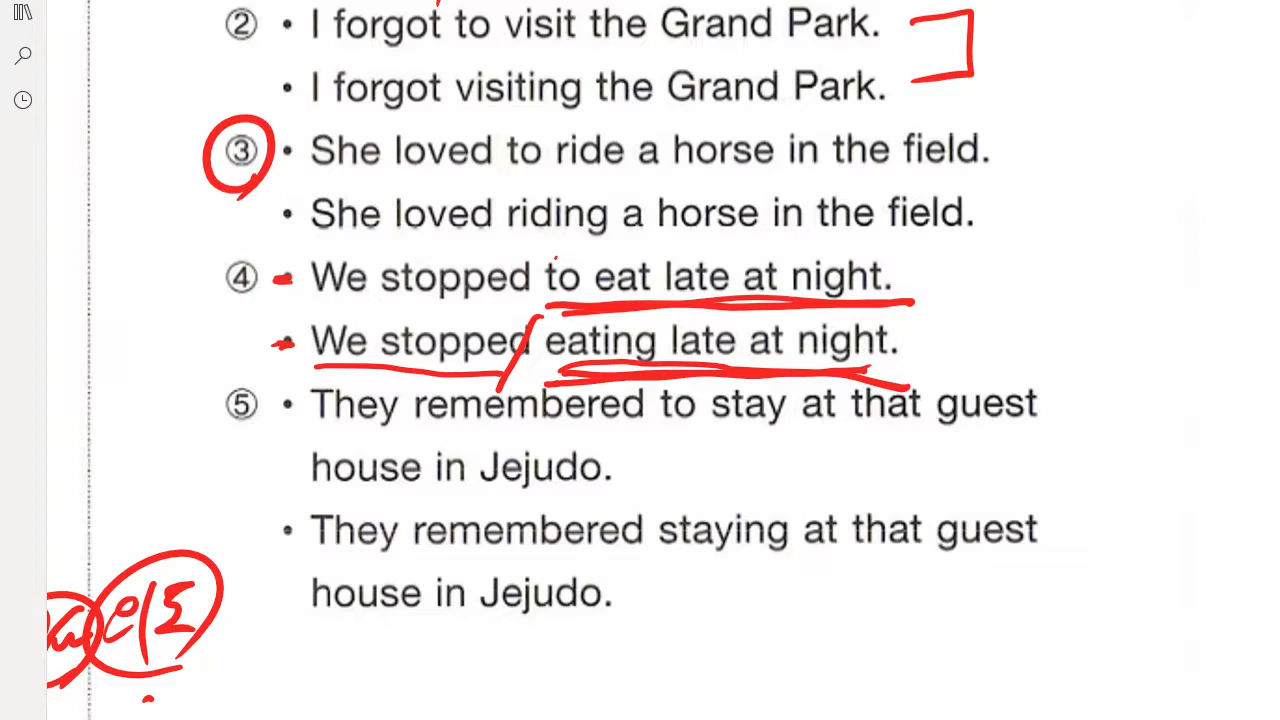 ② • I forgot to visit the Grand Park.
• I forgot visiting the Grand Park.
③ • She loved to ride a horse in the field.
• She loved riding a horse in the field.
④ • We stopped to eat late at night.
• We stopped eating late at night.
⑤ • They remembered to stay at that guest
house in Jejudo.
• They remembered staying at that guest
house in Jejudo.